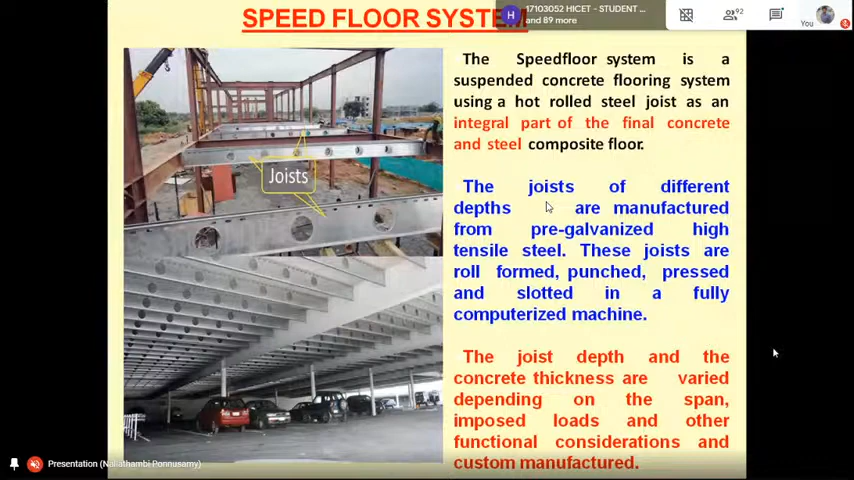 SPEED FLOOR SYSTEM
17103052 HICET - STUDENT ...
and 89 more
92
You
The Speedfloor system is a
suspended concrete flooring system
using a hot rolled steel joist as an
integral part of the final concrete
and steel composite floor.
Joists
The joists of different
depths are manufactured
from pre-galvanized high
tensile steel. These joists are
roll formed, punched, pressed
and slotted in a fully
computerized machine.
The joist depth and the
concrete thickness are varied
depending on the span,
imposed loads and other
functional considerations and
custom manufactured.
H
Presentation (Nallathambi Ponnusamy)